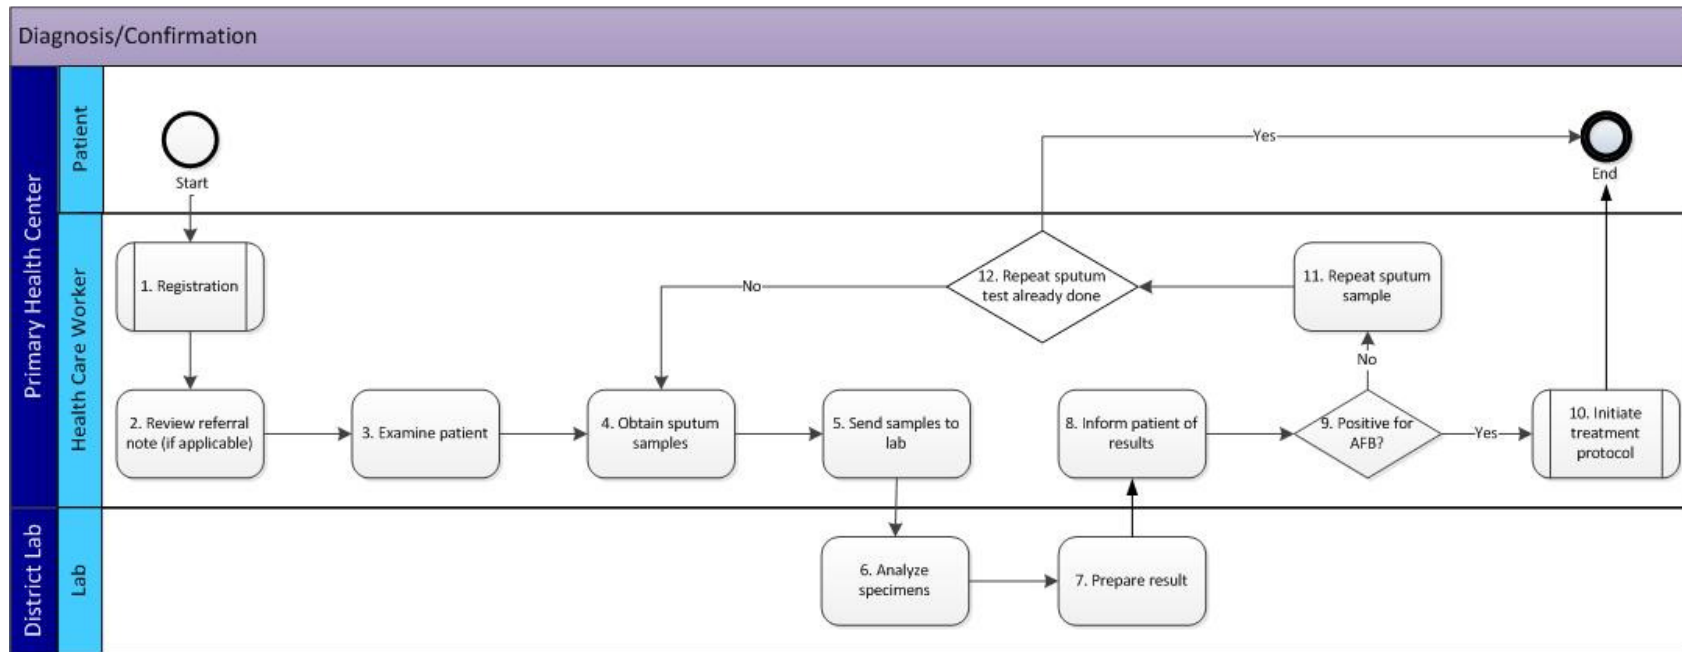 Diagnosis/Confirmation
Primary Health Center
Patient
Start
Yes
End
Health Care Worker
1. Registration
No
12. Repeat sputum
test already done
11. Repeat sputum
sample
No
2. Review referral
note (if applicable)
3. Examine patient
4. Obtain sputum
samples
5. Send samples to
lab
8. Inform patient of
results
9. Positive for
AFB?
Yes
10. Initiate
treatment
protocol
District Lab
Lab
6. Analyze
specimens
7. Prepare result